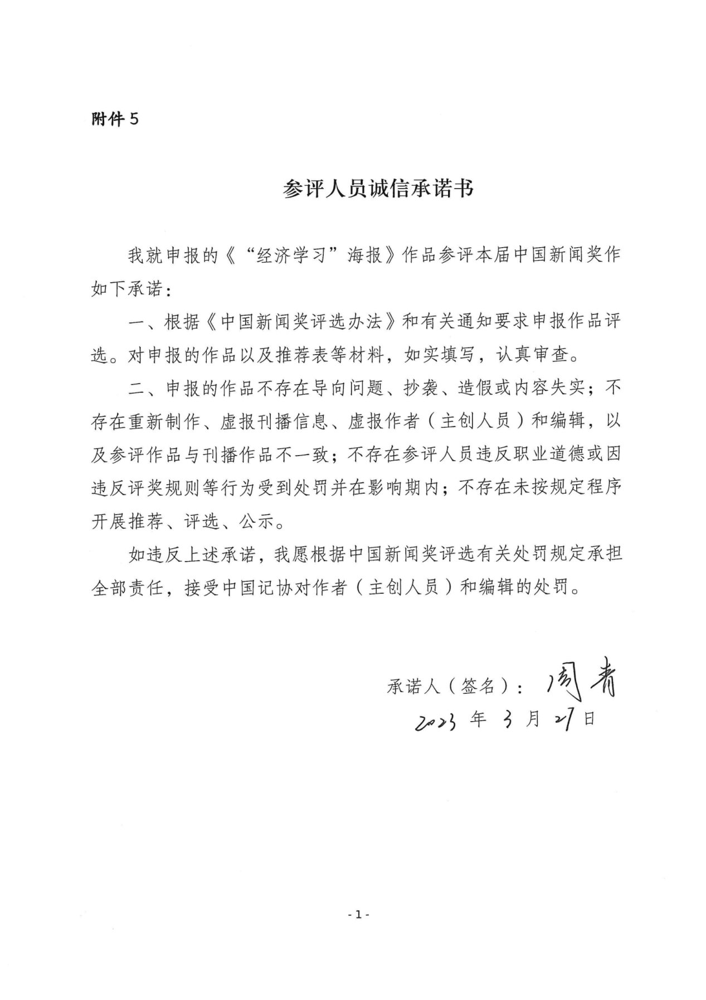 附件5
参评人员诚信承诺书
我就申报的《“经济学习”海报》作品参评本届中国新闻奖作
如下承诺：
一、根据《中国新闻奖评选办法》和有关通知要求申报作品评
选。对申报的作品以及推荐表等材料，如实填写，认真审查。
二、申报的作品不存在导向问题、抄袭、造假或内容失实；不
存在重新制作、虚报刊播信息、虚报作者（主创人员）和编辑，以
及参评作品与刊播作品不一致；不存在参评人员违反职业道德或因
违反评奖规则等行为受到处罚并在影响期内；不存在未按规定程序
开展推荐、评选、公示。
如违反上述承诺，我愿根据中国新闻奖评选有关处罚规定承担
全部责任，接受中国记协对作者（主创人员）和编辑的处罚。
承诺人（签名）：周青
2023年3月27日
-1-